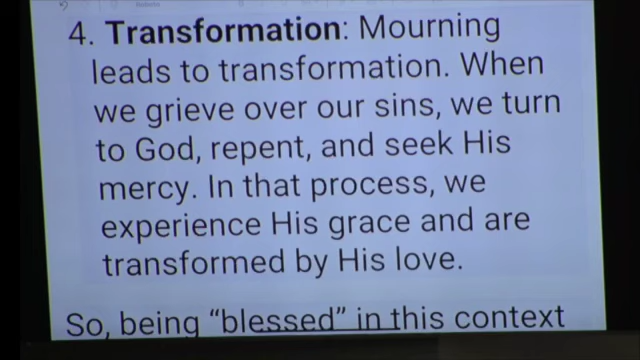 4. Transformation: Mourning
leads to transformation. When
we grieve over our sins, we turn
to God, repent, and seek His
mercy. In that process, we
experience His grace and are
transformed by His love.
So, being “blessed” in this context